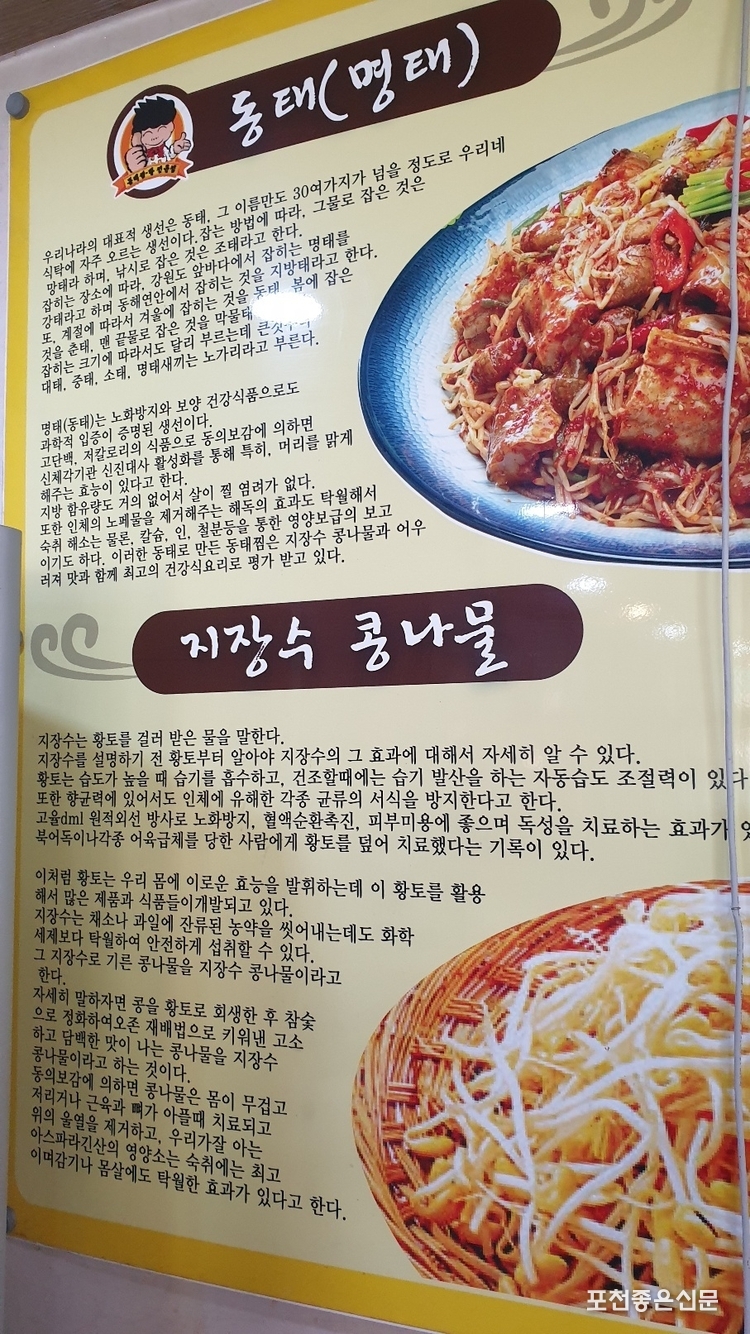 동태(명태)
우리나라의 대표적 생선은 동태, 그 이름만도 30여가지가 넘을 정도로 우리네
식탁에 자주 오르는 생선이다. 잡는 방법에 따라, 그물로 잡은 것은
망태라 하며, 낚시로 잡은 것은 조태라고 한다.
잡히는 장소에 따라. 강원도 앞바다에서 잡히는 명태를
강태라고 하며 동해연안에서 잡히는 것을 지방태라고 한다.
또, 계절에 따라서 겨울에 잡히는 것을 동태, 봄에 잡은
것을 춘태, 맨 끝물로 잡은 것을 막물태
잡히는 크기에 따라서도 달리 부르는데
대태, 중태, 소태, 명태새끼는 노가리라고 부른다.
명태(동태)는 노화방지와 보양 건강식품으로도
과학적 입증이 증명된 생선이다.
고단백, 저칼로리의 식품으로 동의보감에 의하면
신체각기관 신진대사 활성화를 통해 특히, 머리를 맑게
해주는 효능이 있다고 한다.
지방 함유량도 거의 없어서 살이 찔 염려가 없다.
또한 인체의 노폐물을 제거해주는 해독의 효과도 탁월해서
숙취 해소는 물론, 칼슘, 인, 철분등을 통한 영양보급의 보고
이기도 하다. 이러한 동태로 만든 동태찜은 지장수 콩나물과 어우
러져 맛과 함께 최고의 건강식요리로 평가 받고 있다.
지장수 콩나물
지장수는 황토를 걸러 받은 물을 말한다.
지장수를 설명하기 전 황토부터 알아야 지장수의 그 효과에 대해서 자세히 알 수 있다.
황토는 습도가 높을 때 습기를 흡수하고, 건조할때에는 습기 발산을 하는 자동습도 조절력이 있다
또한 향균력에 있어서도 인체에 유해한 각종 균류의 서식을 방지한다고 한다.
고율dml 원적외선 방사로 노화방지, 혈액순환촉진, 피부미용에 좋으며 독성을 치료하는 효과가 있
북어독이나각종 어육급체를 당한 사람에게 황토를 덮어 치료했다는 기록이 있다.
이처럼 황토는 우리 몸에 이로운 효능을 발휘하는데 이 황토를 활용
해서 많은 제품과 식품들이개발되고 있다.
지장수는 채소나 과일에 잔류된 농약을 씻어내는데도 화학
세제보다 탁월하여 안전하게 섭취할 수 있다.
그 지장수로 기른 콩나물을 지장수 콩나물이라고
한다.
자세히 말하자면 콩을 황토로 회생한 후 참숯
으로 정화하여오존 재배법으로 키워낸 고소
하고 담백한 맛이 나는 콩나물을 지장수
콩나물이라고 하는 것이다.
동의보감에 의하면 콩나물은 몸이 무겁고
저리거나 근육과 뼈가 아플때 치료되고
위의 울열을 제거하고, 우리가잘 아는
아스파라긴산의 영양소는 숙취에는 최고
이며감기나 몸살에도 탁월한 효과가 있다고 한다.
포천좋은신문